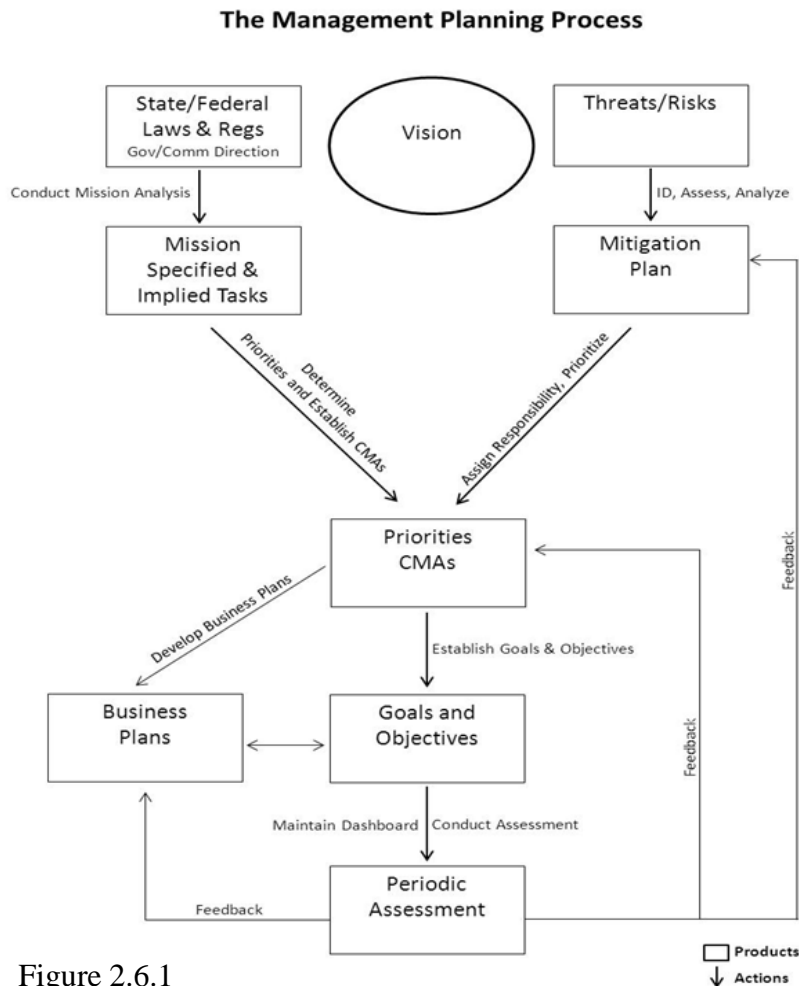 The Management Planning Process
State/Federal
Laws & Regs
Gov/Comm Direction
Vision
Threats/Risks
Conduct Mission Analysis
ID, Assess, Analyze
Mission
Specified &
Implied Tasks
Mitigation
Plan
Determine
Priorities and Establish CMAs
Assign Responsibility, Prioritize
Priorities
CMAs
Feedback
Develop Business Plans
Establish Goals & Objectives
Business
Plans
Goals and
Objectives
Feedback
Maintain Dashboard
Conduct Assessment
Periodic
Assessment
Feedback
Products
Actions
Figure 2.6.1